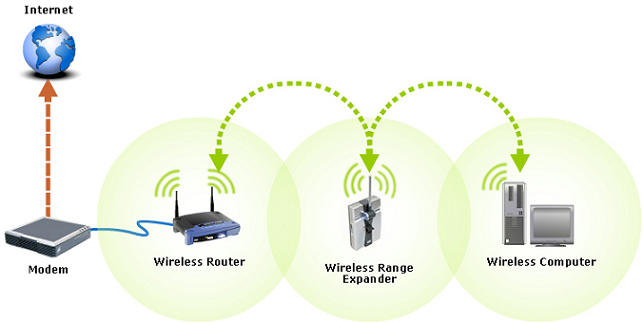 Internet
Modem
Wireless Router
Wireless Range
Expander
Wireless Computer